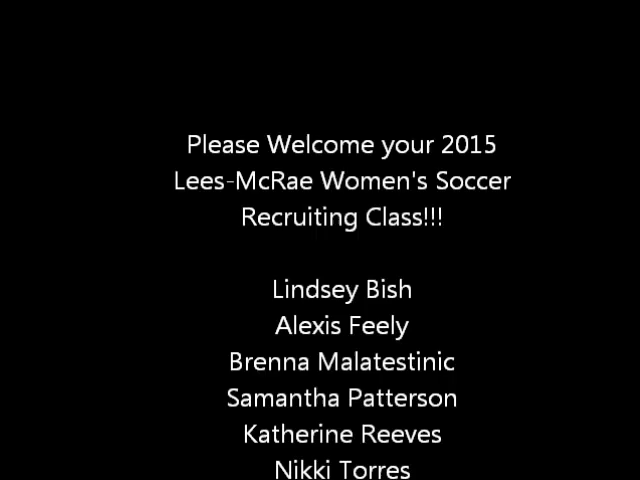 Please Welcome your 2015
Lees-McRae Women's Soccer
Recruiting Class!!!
Lindsey Bish
Alexis Feely
Brenna Malatestinic
Samantha Patterson
Katherine Reeves
Nikki Torres